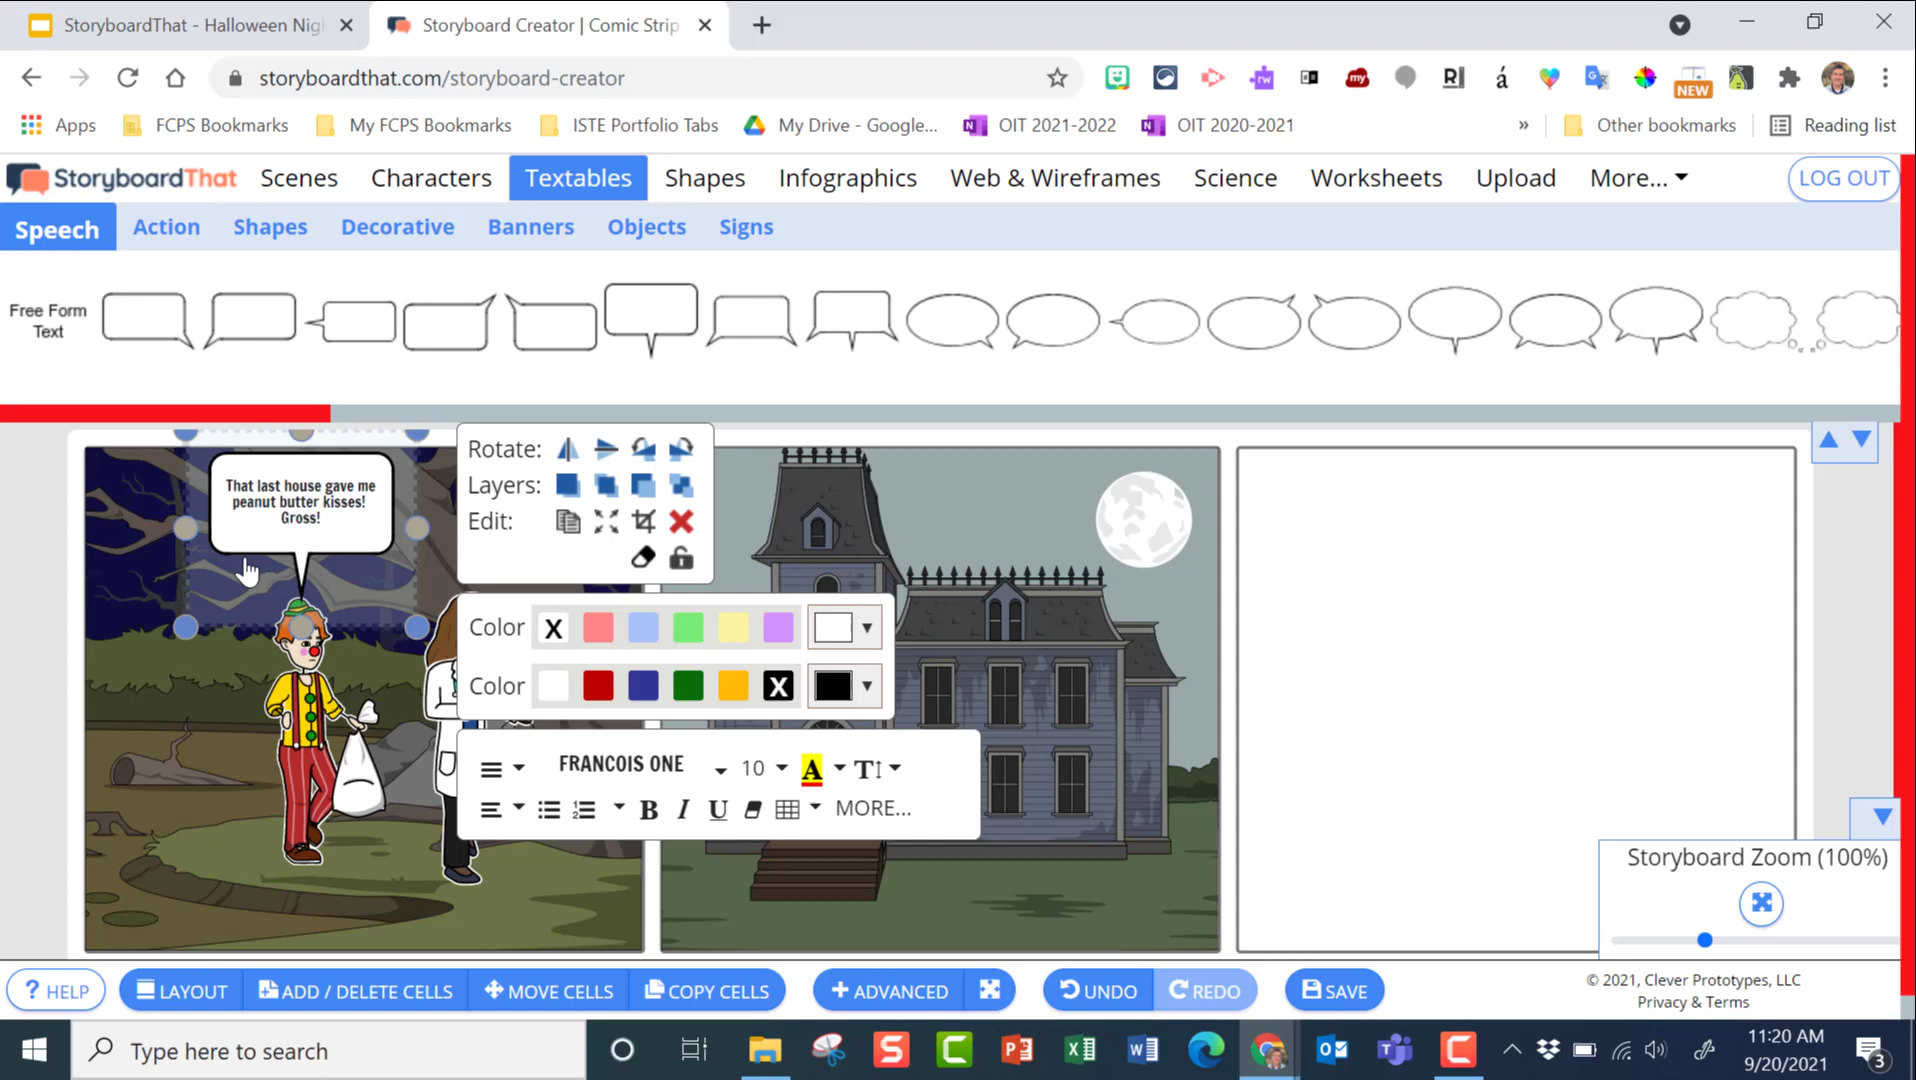 StoryboardThat - Halloween Nigh
Storyboard Creator | Comic Strip
storyboardthat.com/storyboard-creator
rw
my
á
NEW
Apps
FCPS Bookmarks
My FCPS Bookmarks
ISTE Portfolio Tabs
My Drive - Google...
OIT 2021-2022
OIT 2020-2021
»
Other bookmarks
Reading list
StoryboardThat
Scenes
Characters
Textables
Shapes
Infographics
Web & Wireframes
Science
Worksheets
Upload
More...
LOG OUT
Speech
Action
Shapes
Decorative
Banners
Objects
Signs
Free Form
Text
That last house gave me
peanut butter kisses!
Gross!
Rotate:
Layers:
Edit:
Color X
Color X
FRANCOIS ONE
10
A
T
B I U
MORE...
Storyboard Zoom (100%)
? HELP
LAYOUT
ADD / DELETE CELLS
MOVE CELLS
COPY CELLS
+ ADVANCED
UNDO
REDO
SAVE
© 2021, Clever Prototypes, LLC
Privacy & Terms
Type here to search
11:20 AM
9/20/2021
3